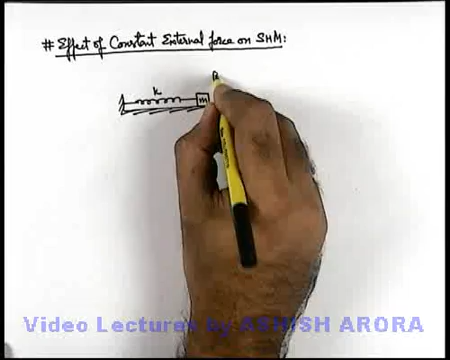 # Effect of Constant External force on SHM:
k
m
Video Lectures by ASHISH ARORA